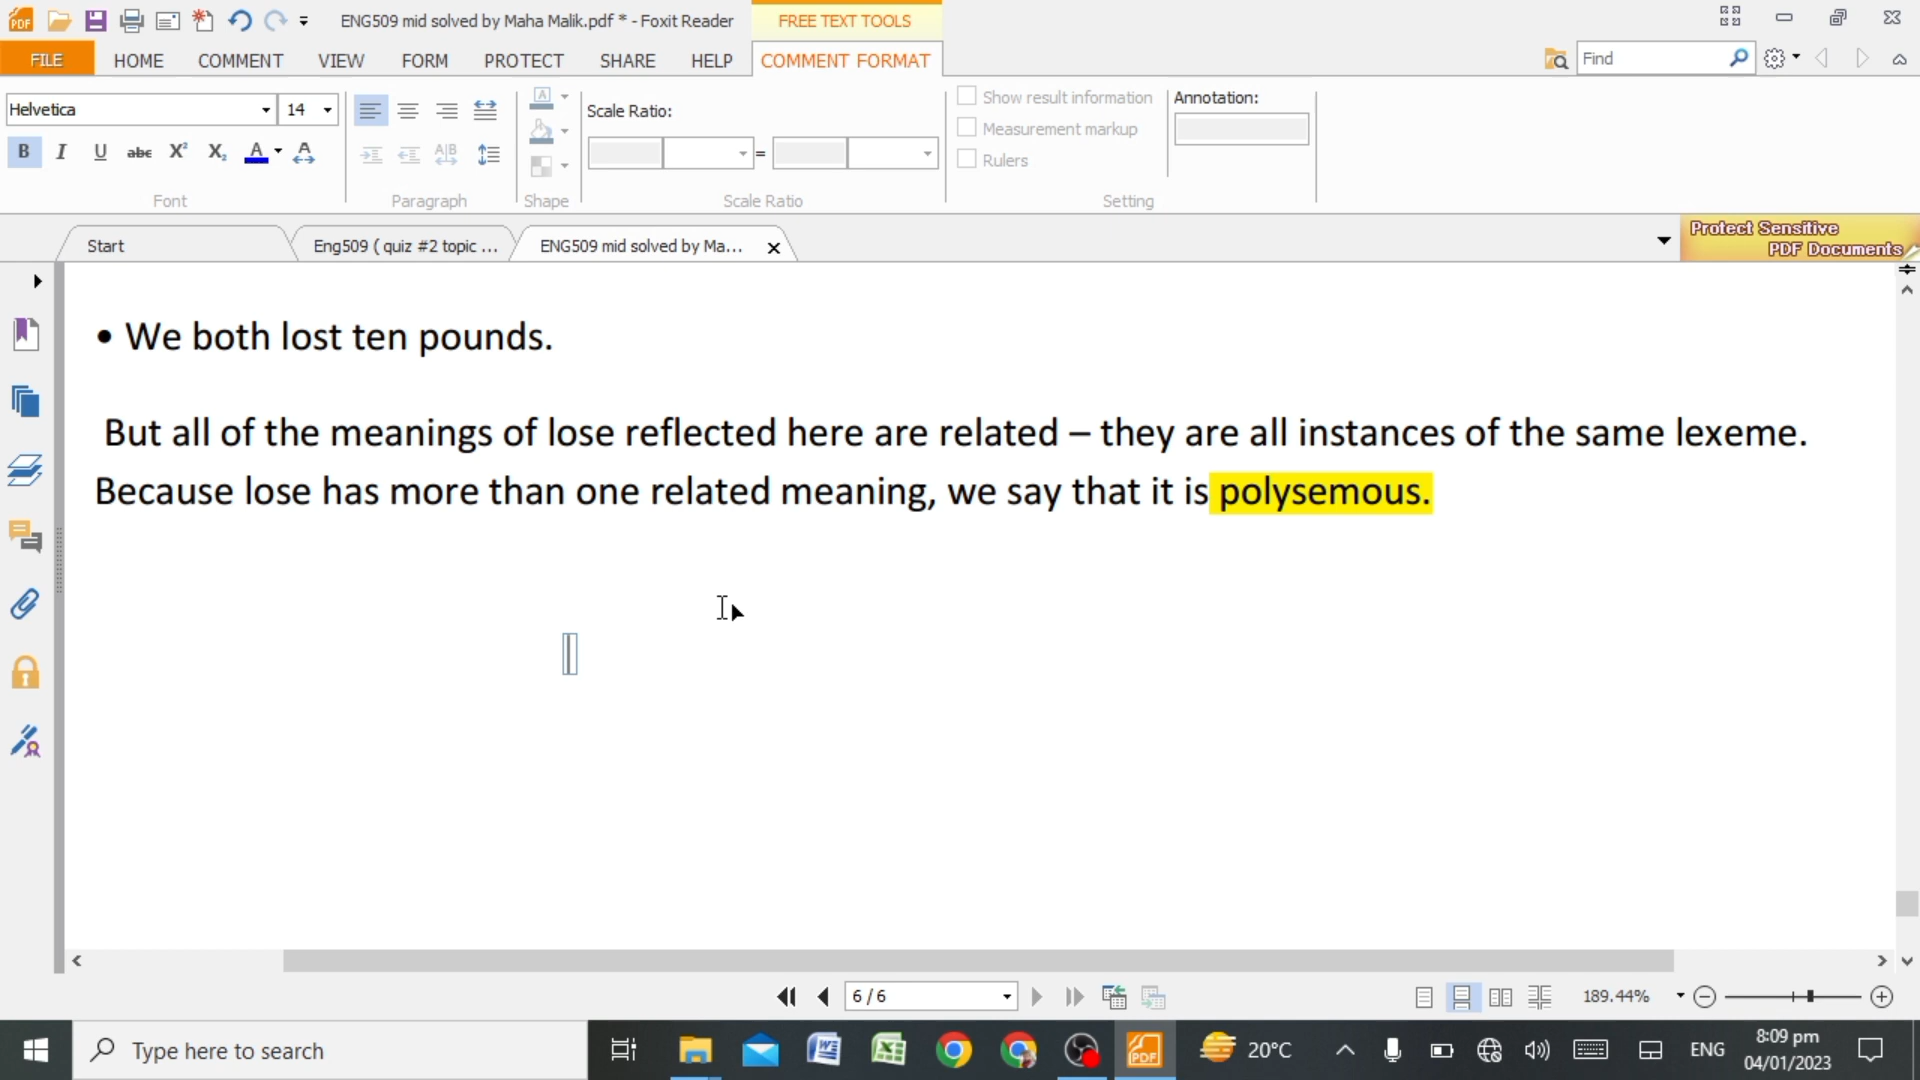 ENG509 mid solved by Maha Malik.pdf * - Foxit Reader
FREE TEXT TOOLS
FILE HOME COMMENT VIEW FORM PROTECT SHARE HELP COMMENT FORMAT
Find
Helvetica 14
Scale Ratio:
Show result information
Annotation:
Measurement markup
B I U abc X² X₂ A A
A|B
=
Rulers
Font Paragraph Shape Scale Ratio Setting
Start Eng509 ( quiz #2 topic ... ENG509 mid solved by Ma...
Protect Sensitive
PDF Documents
• We both lost ten pounds.
But all of the meanings of lose reflected here are related – they are all instances of the same lexeme.
Because lose has more than one related meaning, we say that it is polysemous.
6 / 6
189.44%
Type here to search
20°C
ENG
8:09 pm
04/01/2023